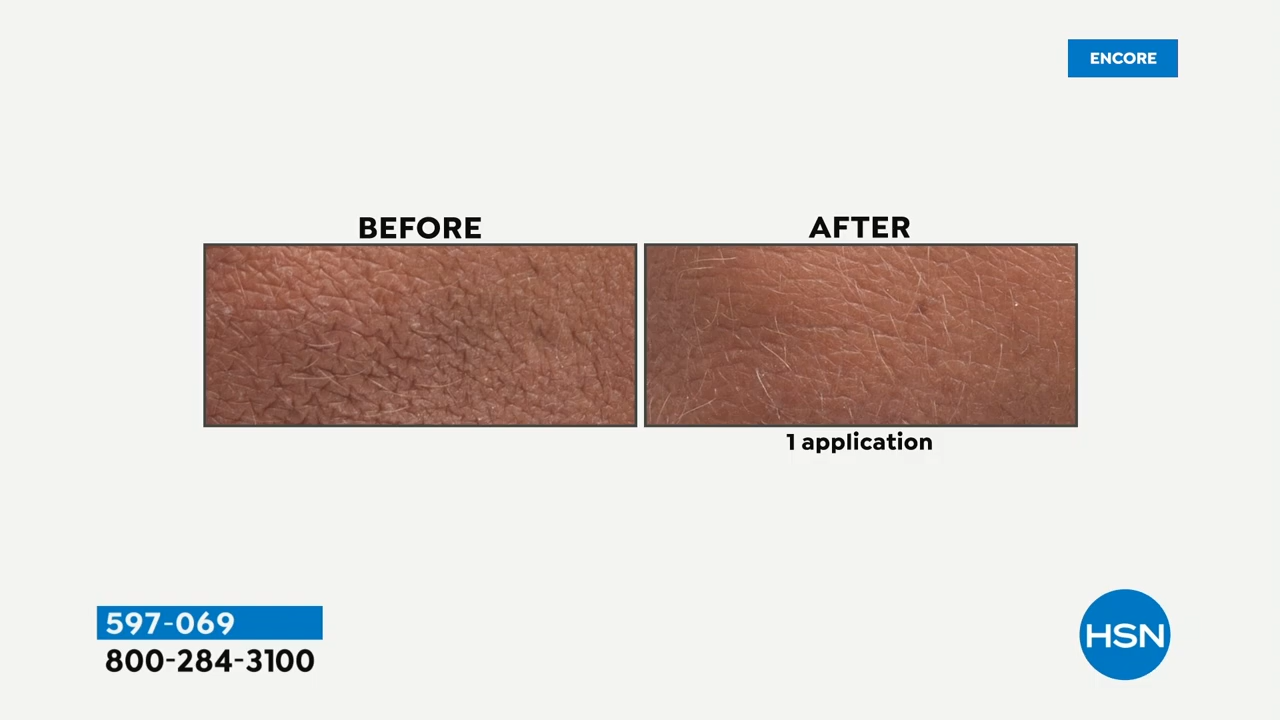 ENCORE
BEFORE
AFTER
1 application
597-069
800-284-3100
HSN